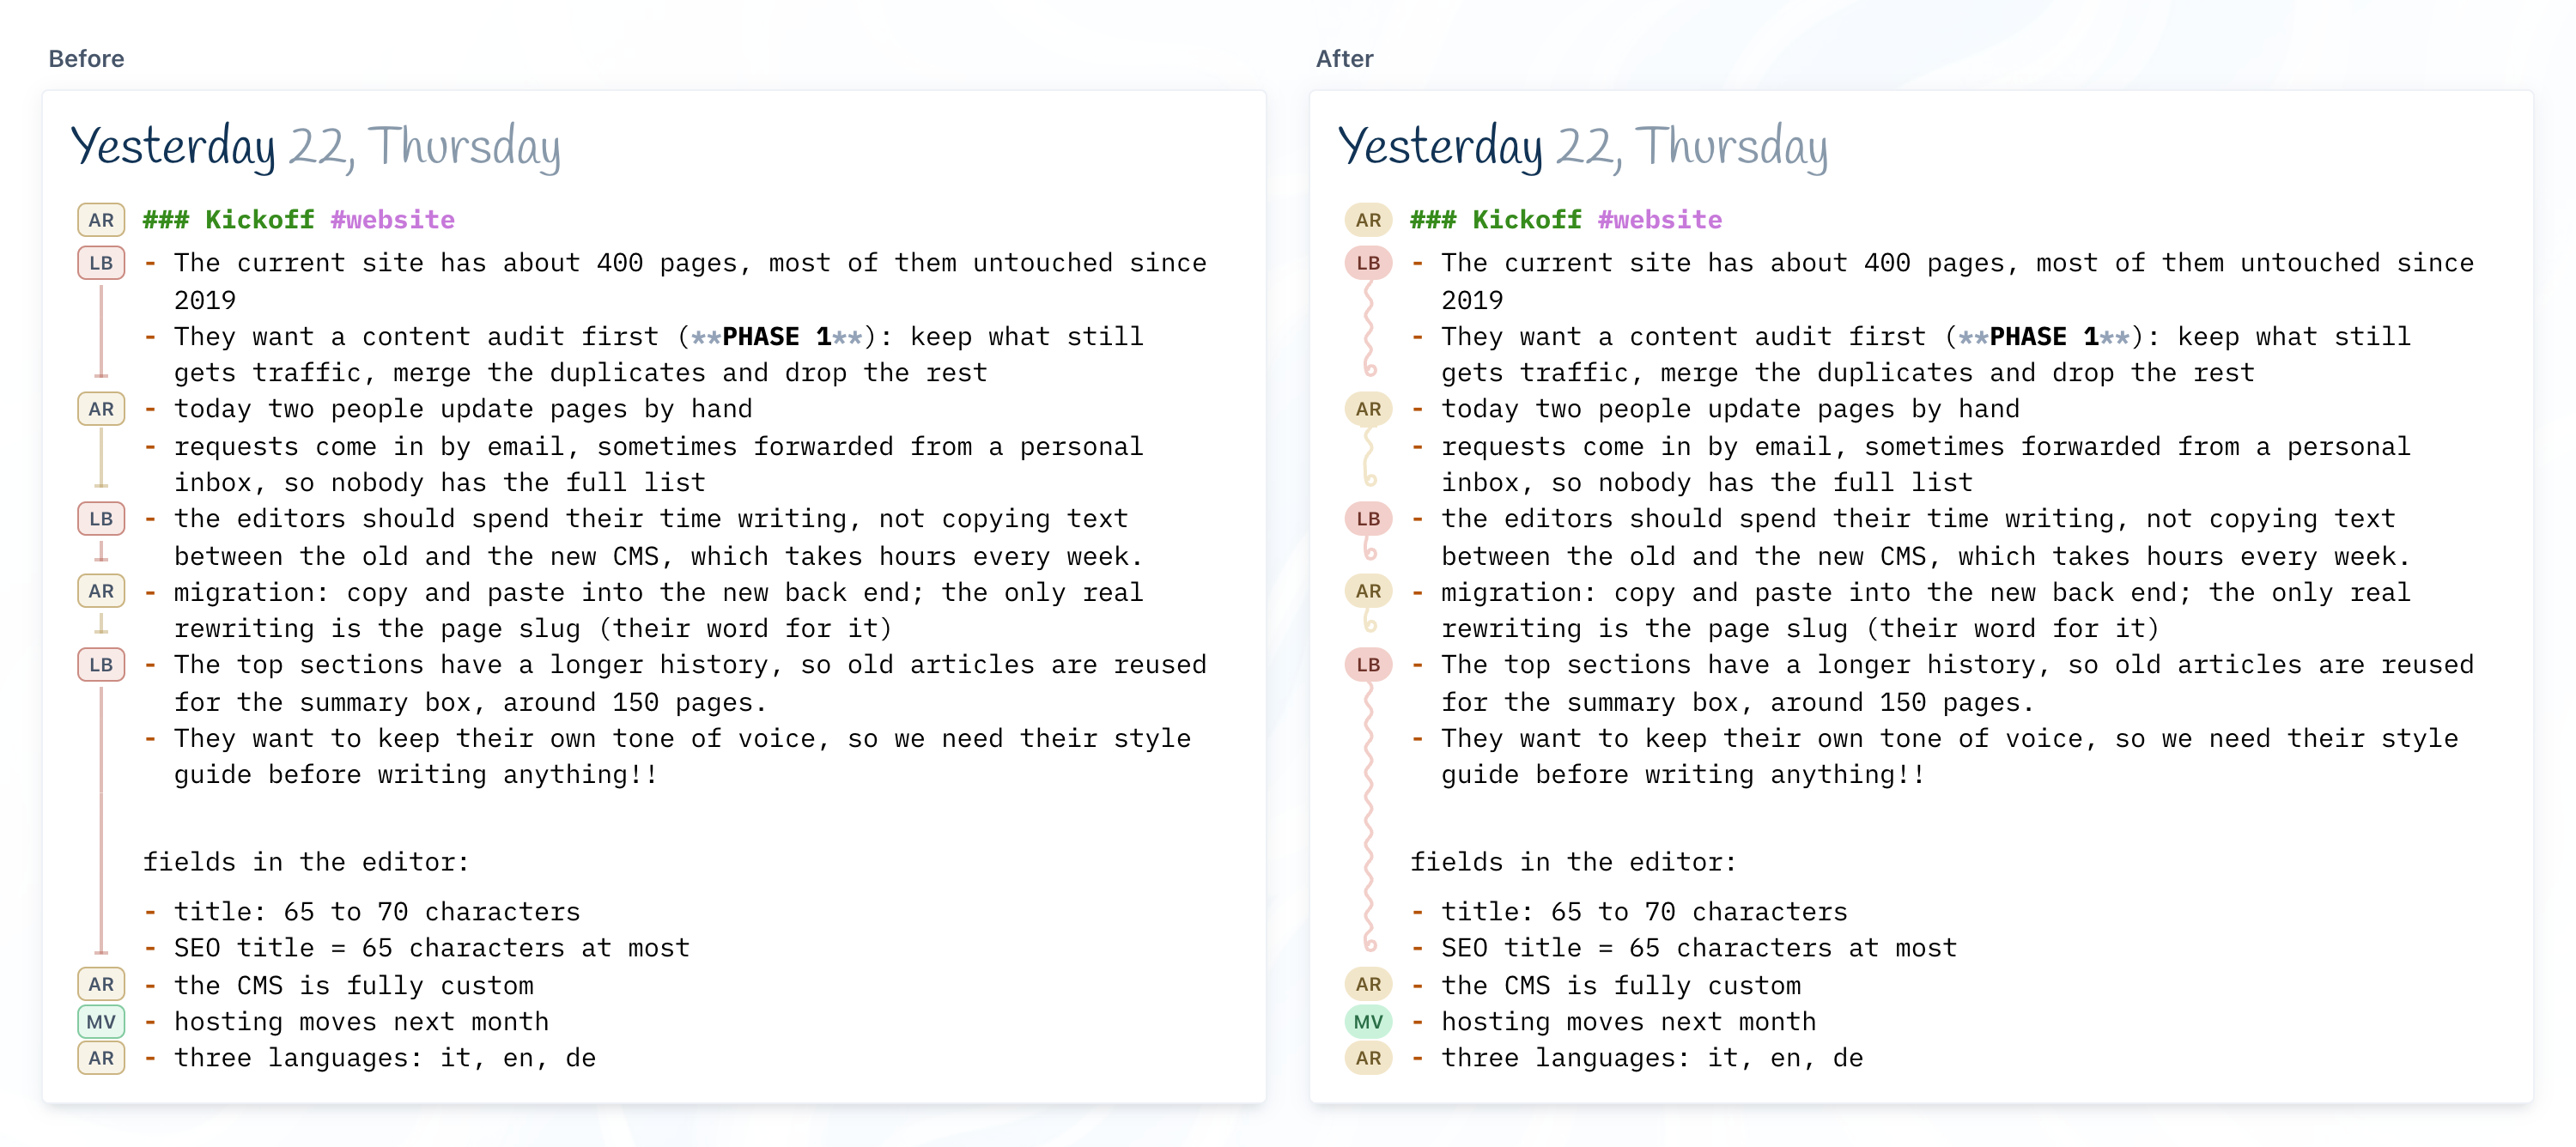 Before
Yesterday 22, Thursday
AR ### Kickoff #website
LB - The current site has about 400 pages, most of them untouched since
2019
- They want a content audit first (**PHASE 1**): keep what still
gets traffic, merge the duplicates and drop the rest
AR - today two people update pages by hand
- requests come in by email, sometimes forwarded from a personal
inbox, so nobody has the full list
LB - the editors should spend their time writing, not copying text
between the old and the new CMS, which takes hours every week.
AR - migration: copy and paste into the new back end; the only real
rewriting is the page slug (their word for it)
LB - The top sections have a longer history, so old articles are reused
for the summary box, around 150 pages.
- They want to keep their own tone of voice, so we need their style
guide before writing anything!!
fields in the editor:
- title: 65 to 70 characters
- SEO title = 65 characters at most
AR - the CMS is fully custom
MV - hosting moves next month
AR - three languages: it, en, de
After
Yesterday 22, Thursday
AR ### Kickoff #website
LB - The current site has about 400 pages, most of them untouched since
2019
- They want a content audit first (**PHASE 1**): keep what still
gets traffic, merge the duplicates and drop the rest
AR - today two people update pages by hand
- requests come in by email, sometimes forwarded from a personal
inbox, so nobody has the full list
LB - the editors should spend their time writing, not copying text
between the old and the new CMS, which takes hours every week.
AR - migration: copy and paste into the new back end; the only real
rewriting is the page slug (their word for it)
LB - The top sections have a longer history, so old articles are reused
for the summary box, around 150 pages.
- They want to keep their own tone of voice, so we need their style
guide before writing anything!!
fields in the editor:
- title: 65 to 70 characters
- SEO title = 65 characters at most
AR - the CMS is fully custom
MV - hosting moves next month
AR - three languages: it, en, de